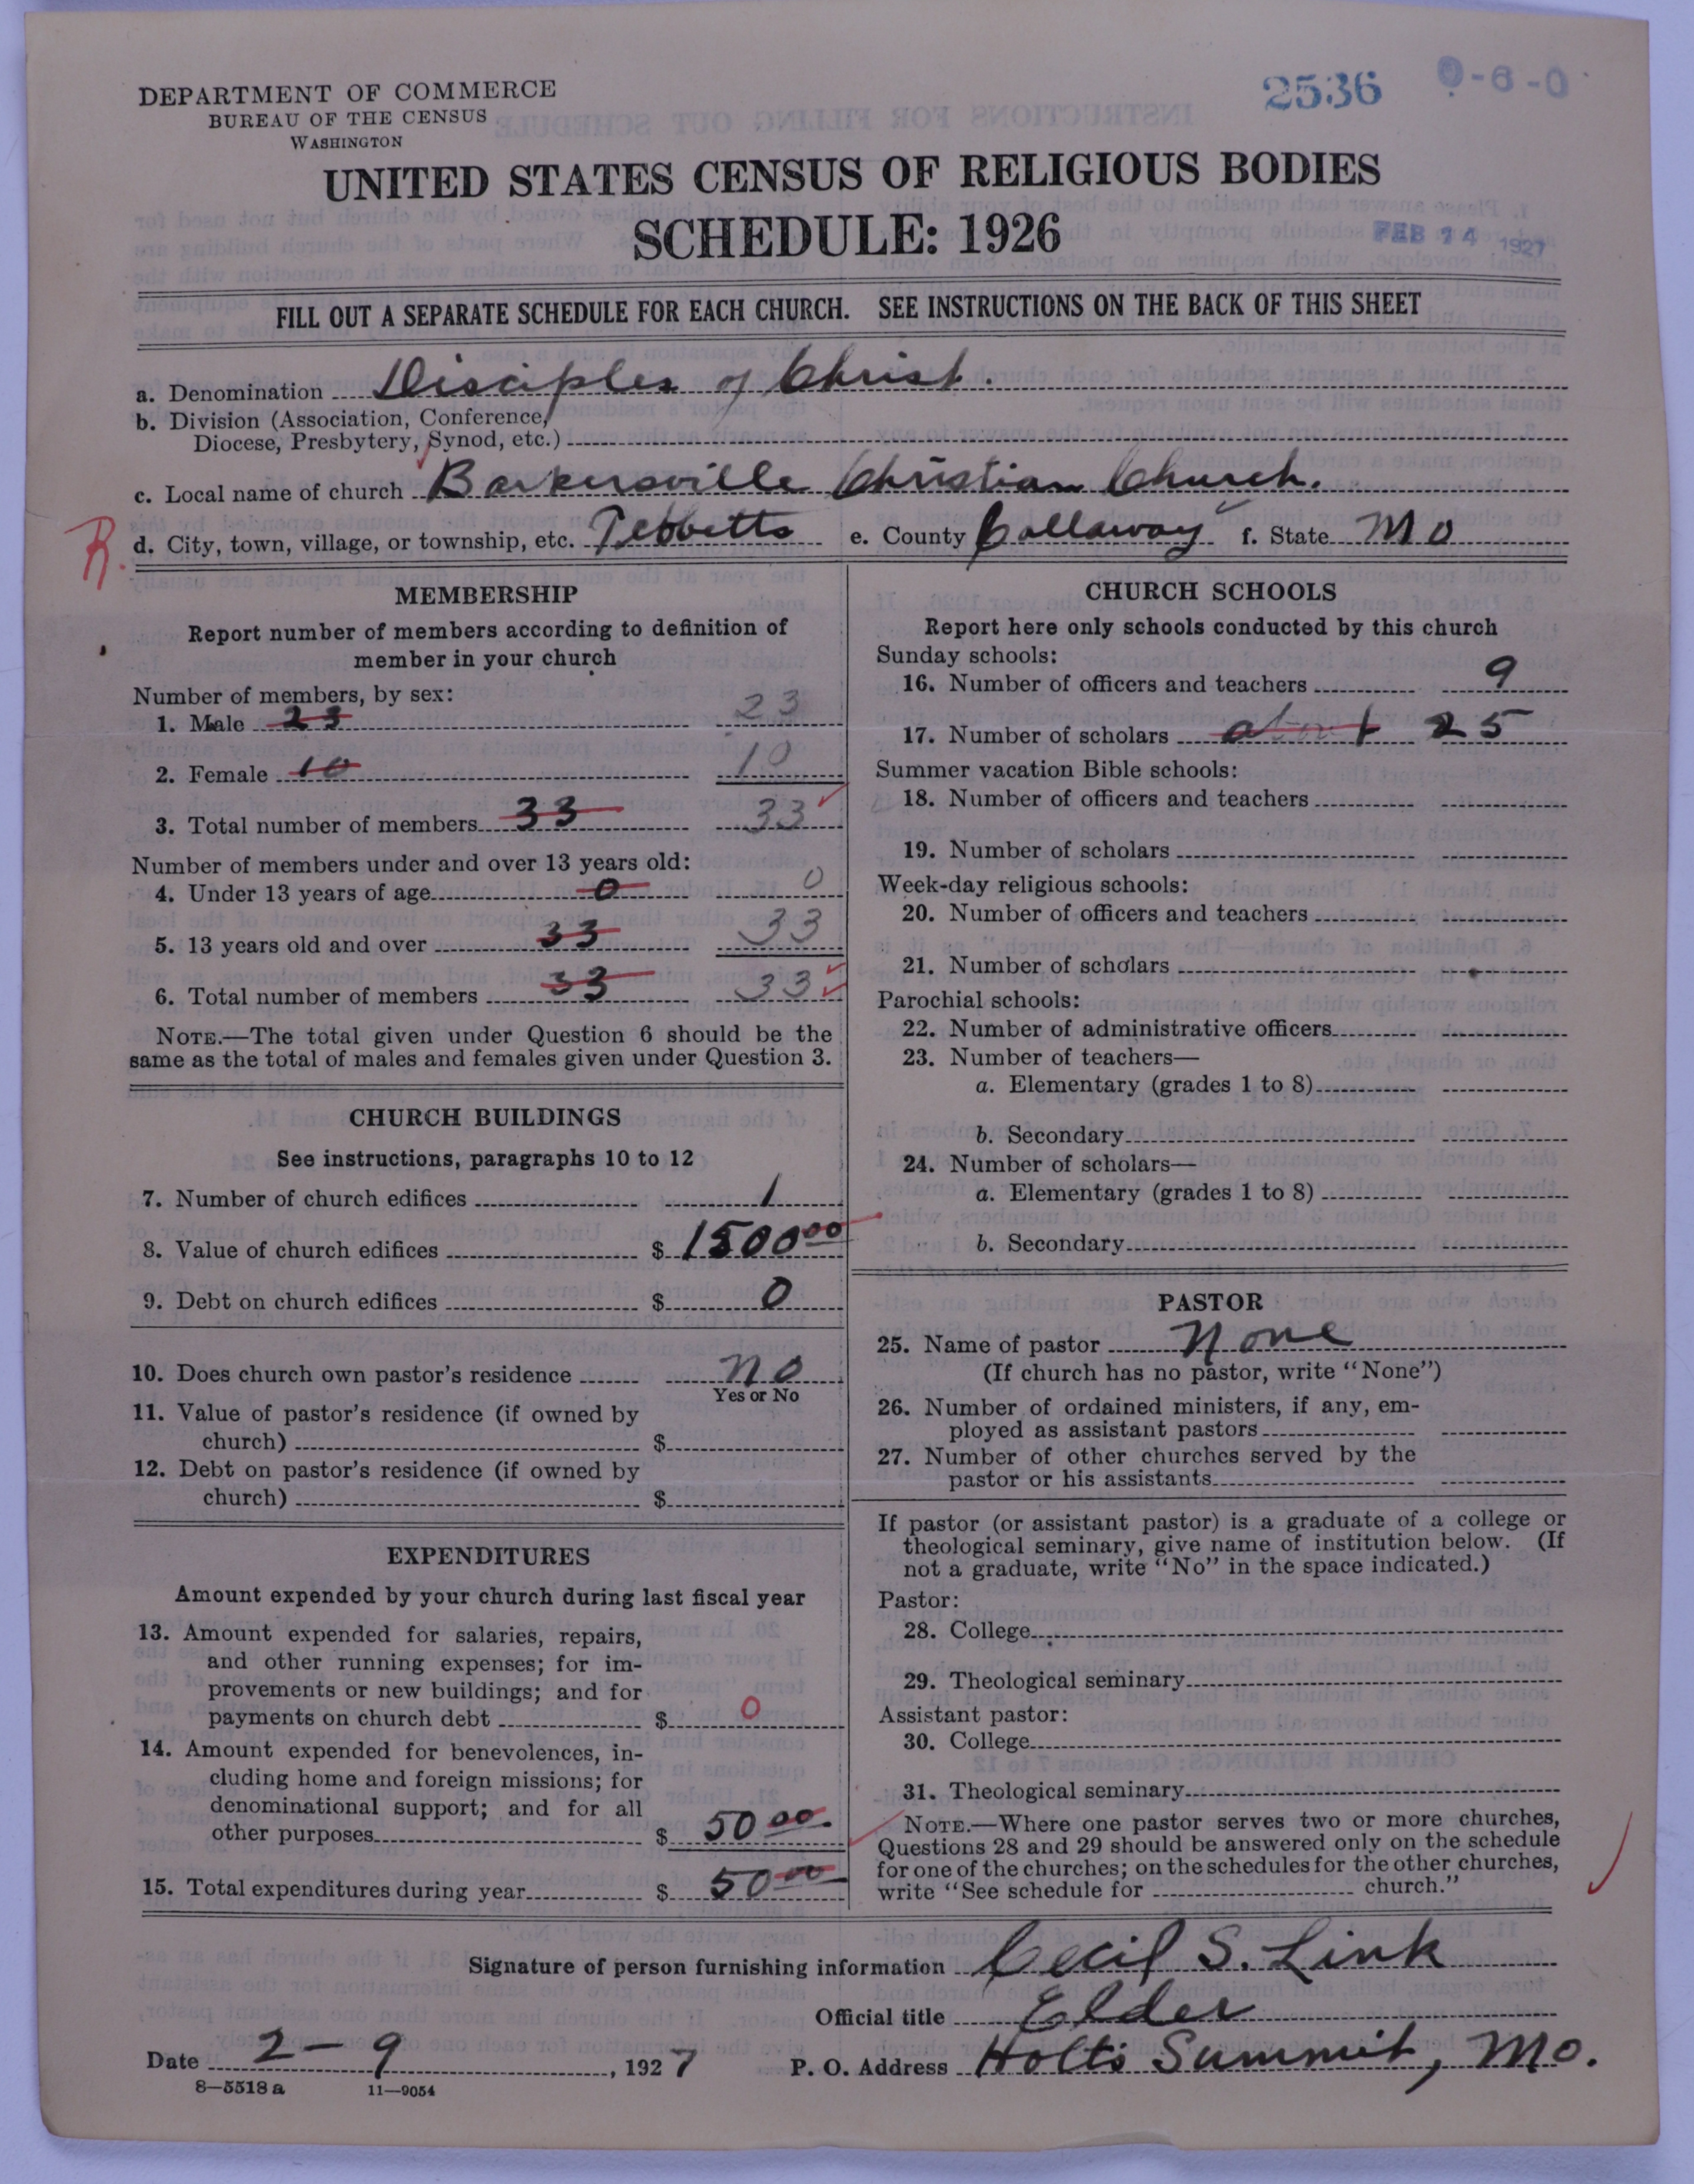 DEPARTMENT OF COMMERCE
BUREAU OF THE CENSUS
WASHINGTON
2536
0-6-0
UNITED STATES CENSUS OF RELIGIOUS BODIES
SCHEDULE: 1926
FEB 14 1927
FILL OUT A SEPARATE SCHEDULE FOR EACH CHURCH. SEE INSTRUCTIONS ON THE BACK OF THIS SHEET
a. Denomination Disciples of Christ.
b. Division (Association, Conference,
Diocese, Presbytery, Synod, etc.)
c. Local name of church Barkersville Christian Church.
R. d. City, town, village, or township, etc. Tebbetts e. County Callaway f. State Mo
MEMBERSHIP
Report number of members according to definition of
member in your church
Number of members, by sex:
1. Male 23 23
2. Female 10 10
3. Total number of members 33 33
Number of members under and over 13 years old:
4. Under 13 years of age 0 0
5. 13 years old and over 33 33
6. Total number of members 33 33
NOTE.—The total given under Question 6 should be the
same as the total of males and females given under Question 3.
CHURCH BUILDINGS
See instructions, paragraphs 10 to 12
7. Number of church edifices 1
8. Value of church edifices $ 1500 00
9. Debt on church edifices $ 0
10. Does church own pastor's residence No
Yes or No
11. Value of pastor's residence (if owned by
church) $
12. Debt on pastor's residence (if owned by
church) $
EXPENDITURES
Amount expended by your church during last fiscal year
13. Amount expended for salaries, repairs,
and other running expenses; for im-
provements or new buildings; and for
payments on church debt $ 0
14. Amount expended for benevolences, in-
cluding home and foreign missions; for
denominational support; and for all
other purposes $ 50 00.
15. Total expenditures during year $ 50 00
CHURCH SCHOOLS
Report here only schools conducted by this church
Sunday schools:
16. Number of officers and teachers 9
17. Number of scholars about 25
Summer vacation Bible schools:
18. Number of officers and teachers
19. Number of scholars
Week-day religious schools:
20. Number of officers and teachers
21. Number of scholars
Parochial schools:
22. Number of administrative officers
23. Number of teachers—
a. Elementary (grades 1 to 8)
b. Secondary
24. Number of scholars—
a. Elementary (grades 1 to 8)
b. Secondary
PASTOR
25. Name of pastor None
(If church has no pastor, write "None")
26. Number of ordained ministers, if any, em-
ployed as assistant pastors
27. Number of other churches served by the
pastor or his assistants
If pastor (or assistant pastor) is a graduate of a college or
theological seminary, give name of institution below. (If
not a graduate, write "No" in the space indicated.)
Pastor:
28. College
29. Theological seminary
Assistant pastor:
30. College
31. Theological seminary
NOTE.—Where one pastor serves two or more churches,
Questions 28 and 29 should be answered only on the schedule
for one of the churches; on the schedules for the other churches,
write "See schedule for church."
Signature of person furnishing information Cecil S. Link
Official title Elder
Date 2-9, 1927 P. O. Address Holts Summit, Mo.
8—5518a 11—9054